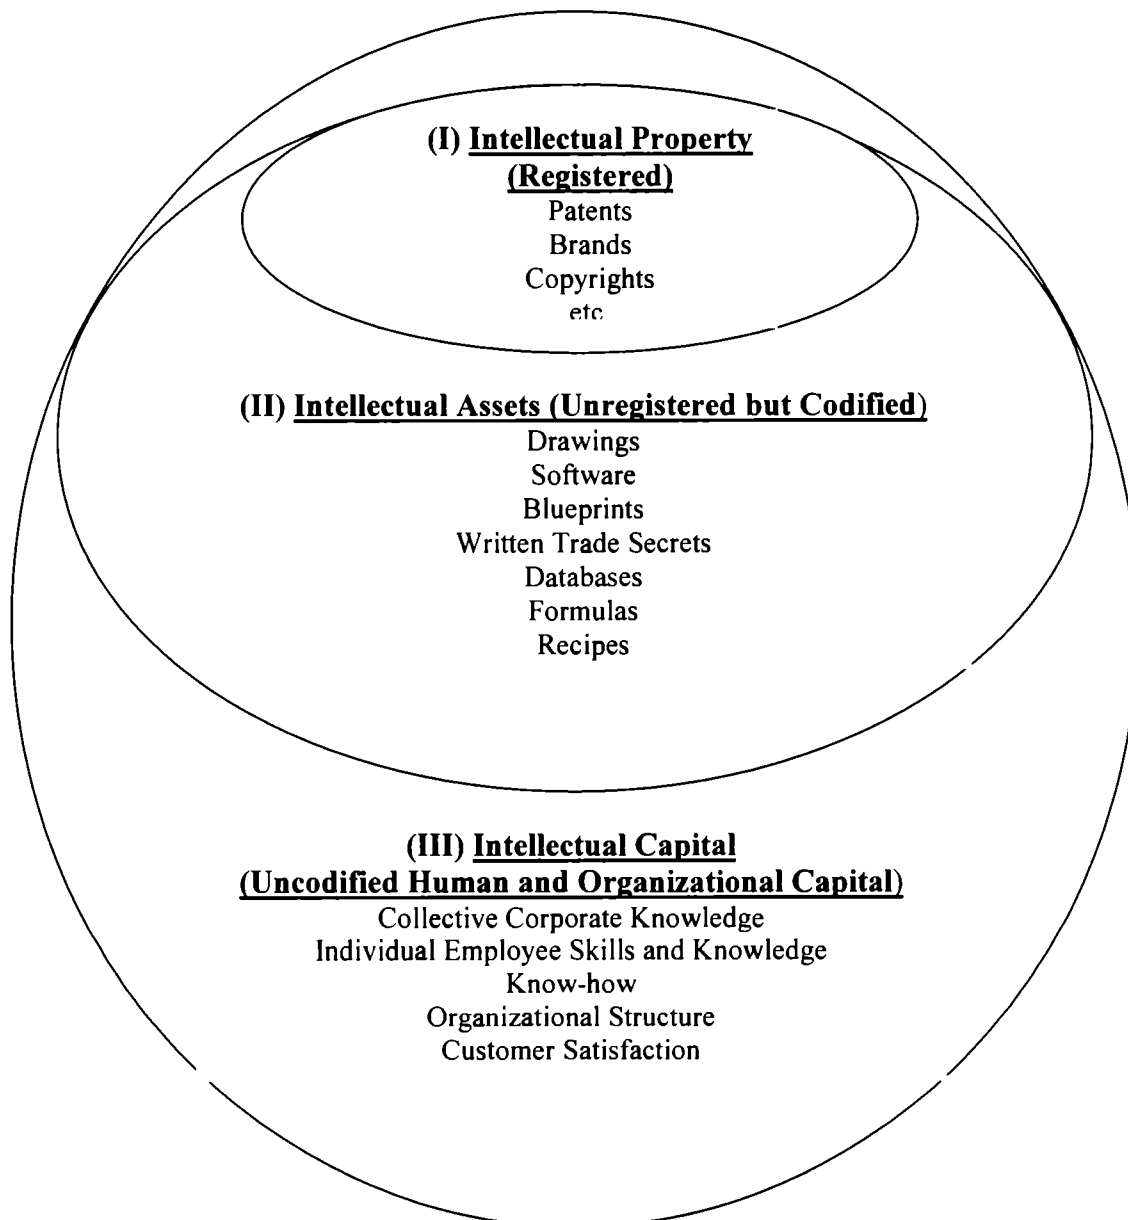 (I) Intellectual Property
(Registered)
Patents
Brands
Copyrights
etc
(II) Intellectual Assets (Unregistered but Codified)
Drawings
Software
Blueprints
Written Trade Secrets
Databases
Formulas
Recipes
(III) Intellectual Capital
(Uncodified Human and Organizational Capital)
Collective Corporate Knowledge
Individual Employee Skills and Knowledge
Know-how
Organizational Structure
Customer Satisfaction